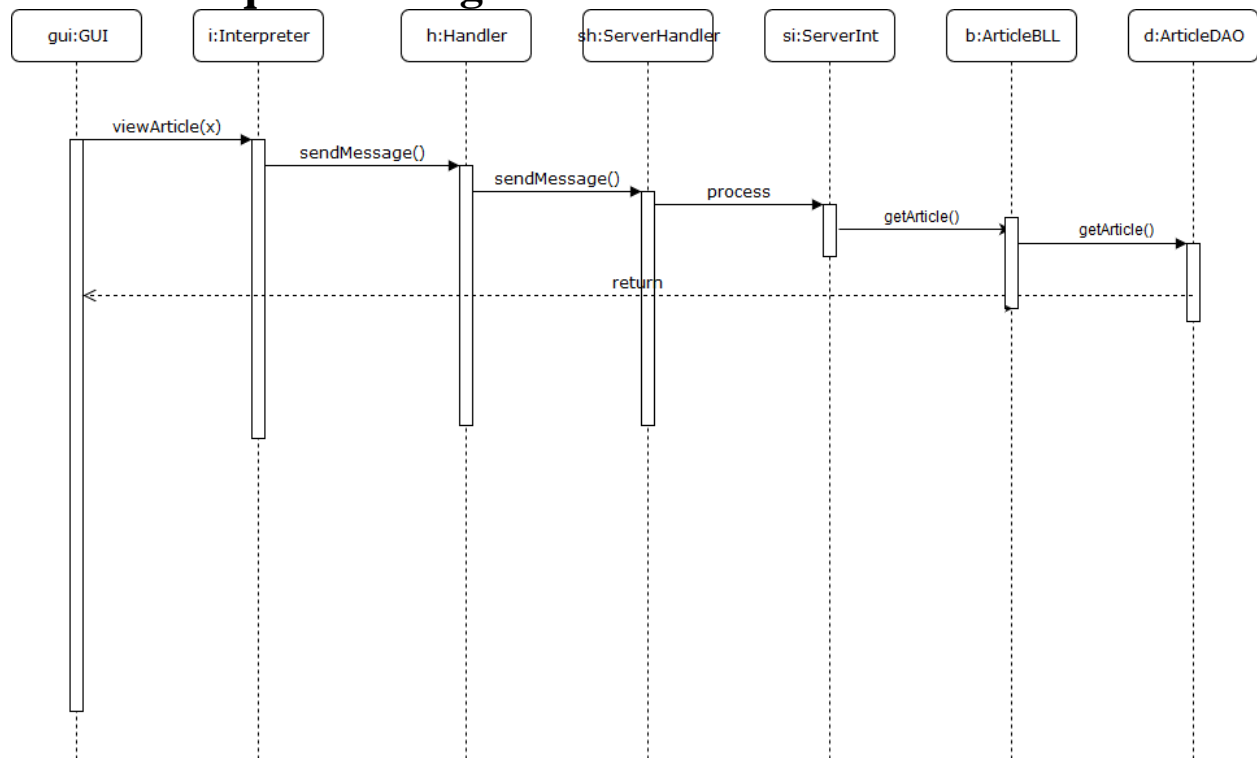 gui:GUI
i:Interpreter
h:Handler
sh:ServerHandler
si:ServerInt
b:ArticleBLL
d:ArticleDAO
viewArticle(x)
sendMessage()
sendMessage()
process
getArticle()
getArticle()
return